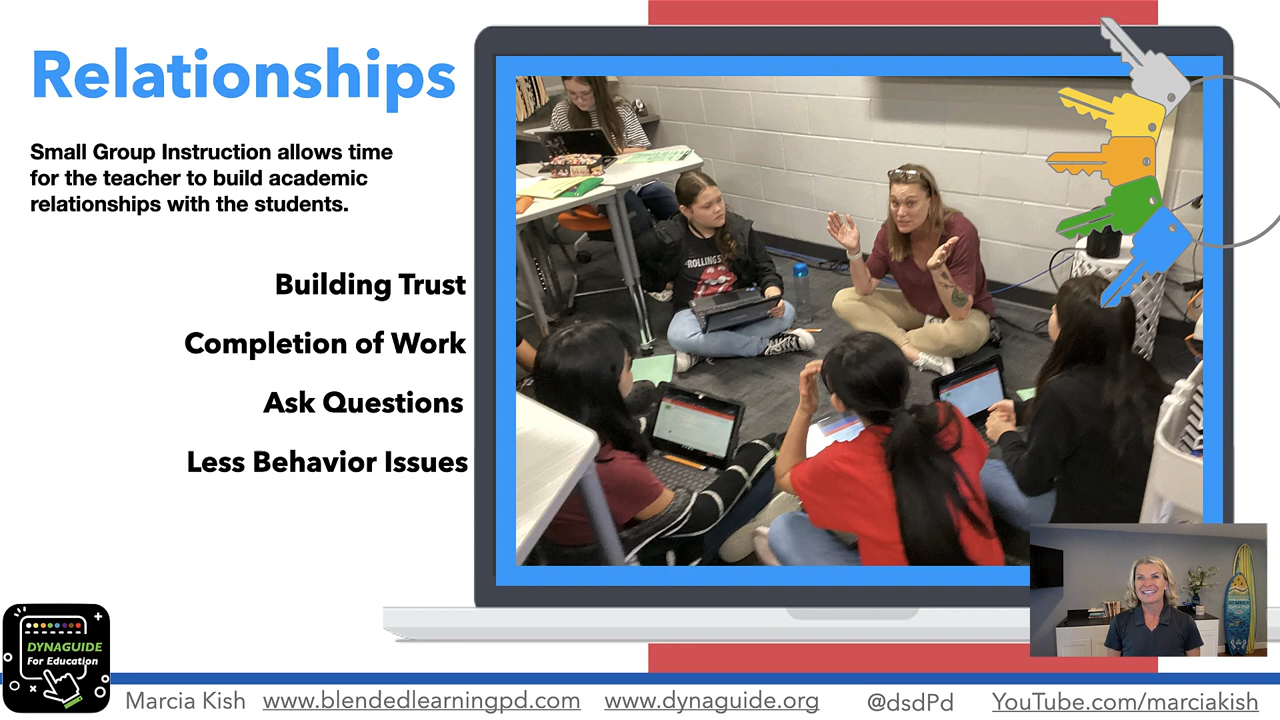 Relationships
Small Group Instruction allows time
for the teacher to build academic
relationships with the students.
Building Trust
Completion of Work
Ask Questions
Less Behavior Issues
ROLLING
DYNAGUIDE
For Education
Marcia Kish www.blendedlearningpd.com www.dynaguide.org @dsdPd YouTube.com/marciakish